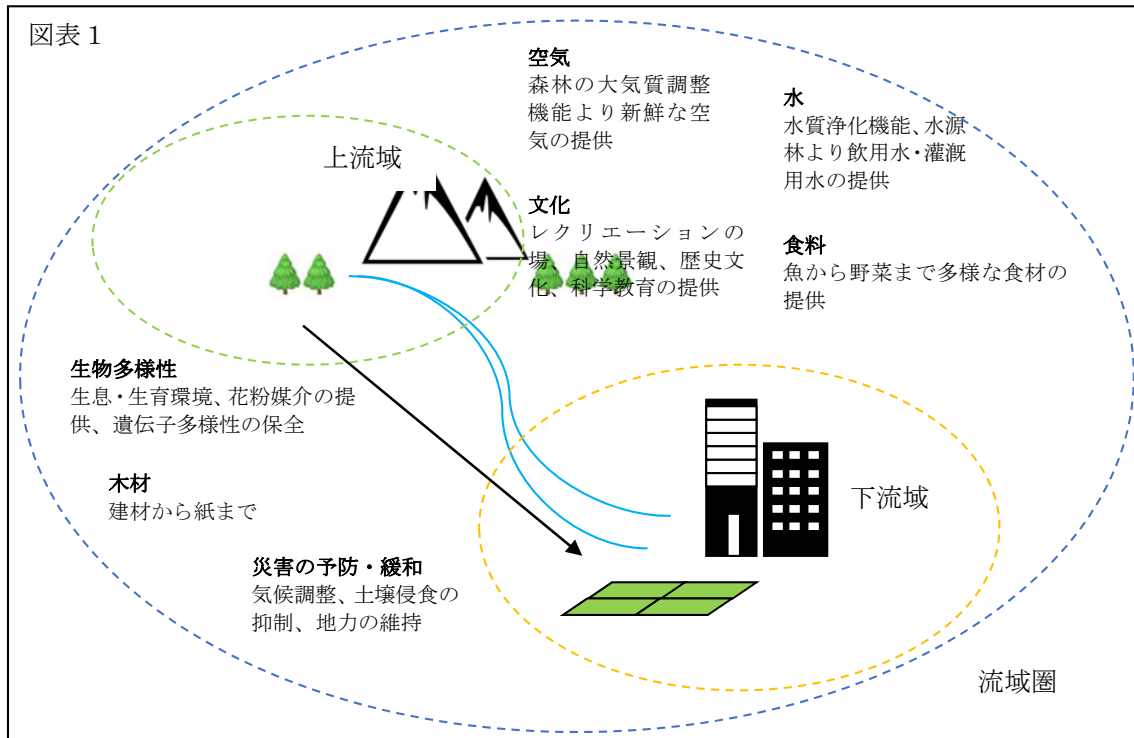 図表1
空気
森林の大気質調整
機能より新鮮な空
気の提供
水
水質浄化機能、水源
林より飲用水・灌漑
用水の提供
上流域
文化
レクリエーションの
場、自然景観、歴史文
化、科学教育の提供
食料
魚から野菜まで多様な食材の
提供
生物多様性
生息・生育環境、花粉媒介の提
供、遺伝子多様性の保全
木材
建材から紙まで
下流域
災害の予防・緩和
気候調整、土壌侵食の
抑制、地力の維持
流域圏